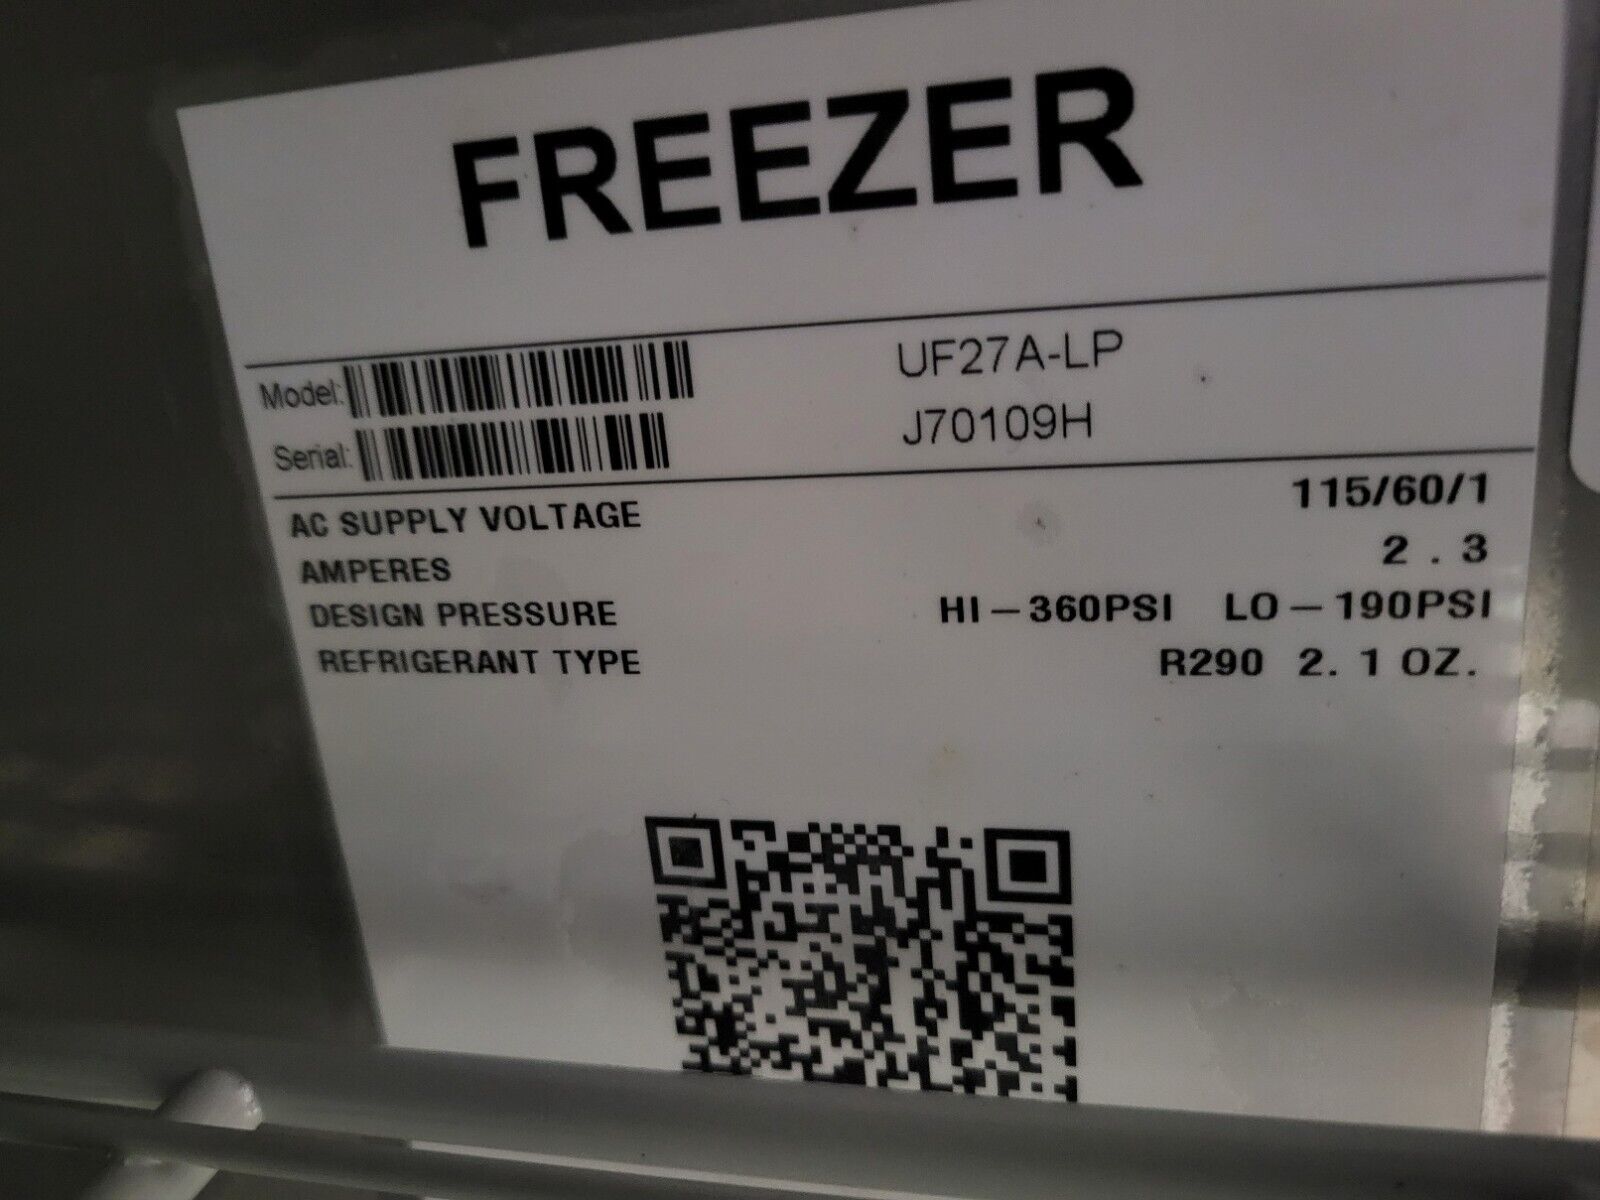 FREEZER
Model: UF27A-LP
Serial: J70109H
AC SUPPLY VOLTAGE 115/60/1
AMPERES 2 . 3
DESIGN PRESSURE HI – 360PSI LO – 190PSI
REFRIGERANT TYPE R290 2. 1 OZ.